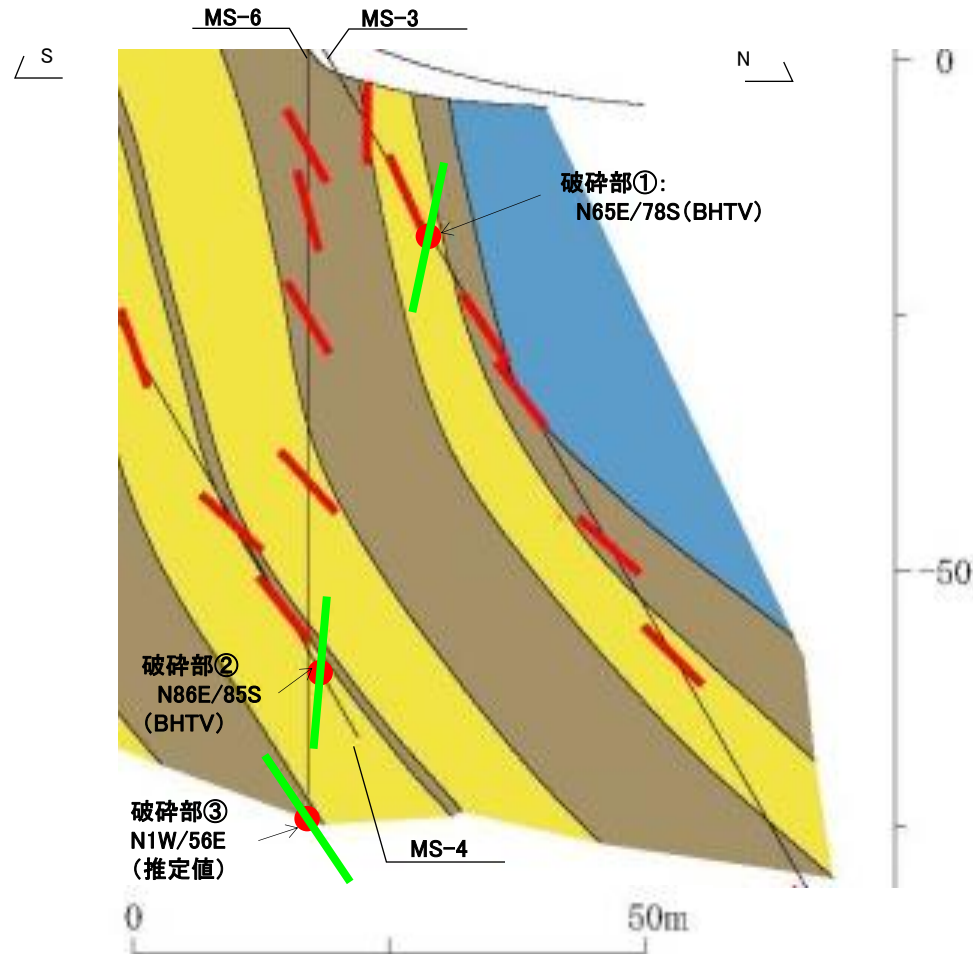 MS-6
MS-3
S
N
0
破砕部①:
N65E/78S(BHTV)
-50
破砕部②
N86E/85S
(BHTV)
破砕部③
N1W/56E
(推定値)
MS-4
0
50m